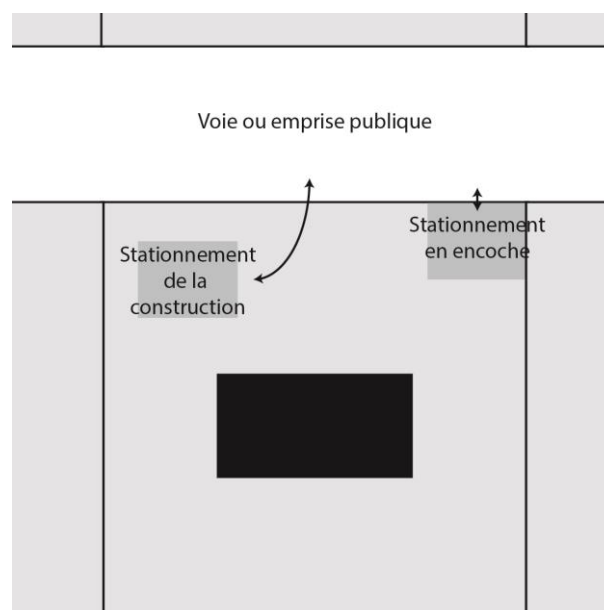 Voie ou emprise publique
Stationnement
en encoche
Stationnement
de la
construction